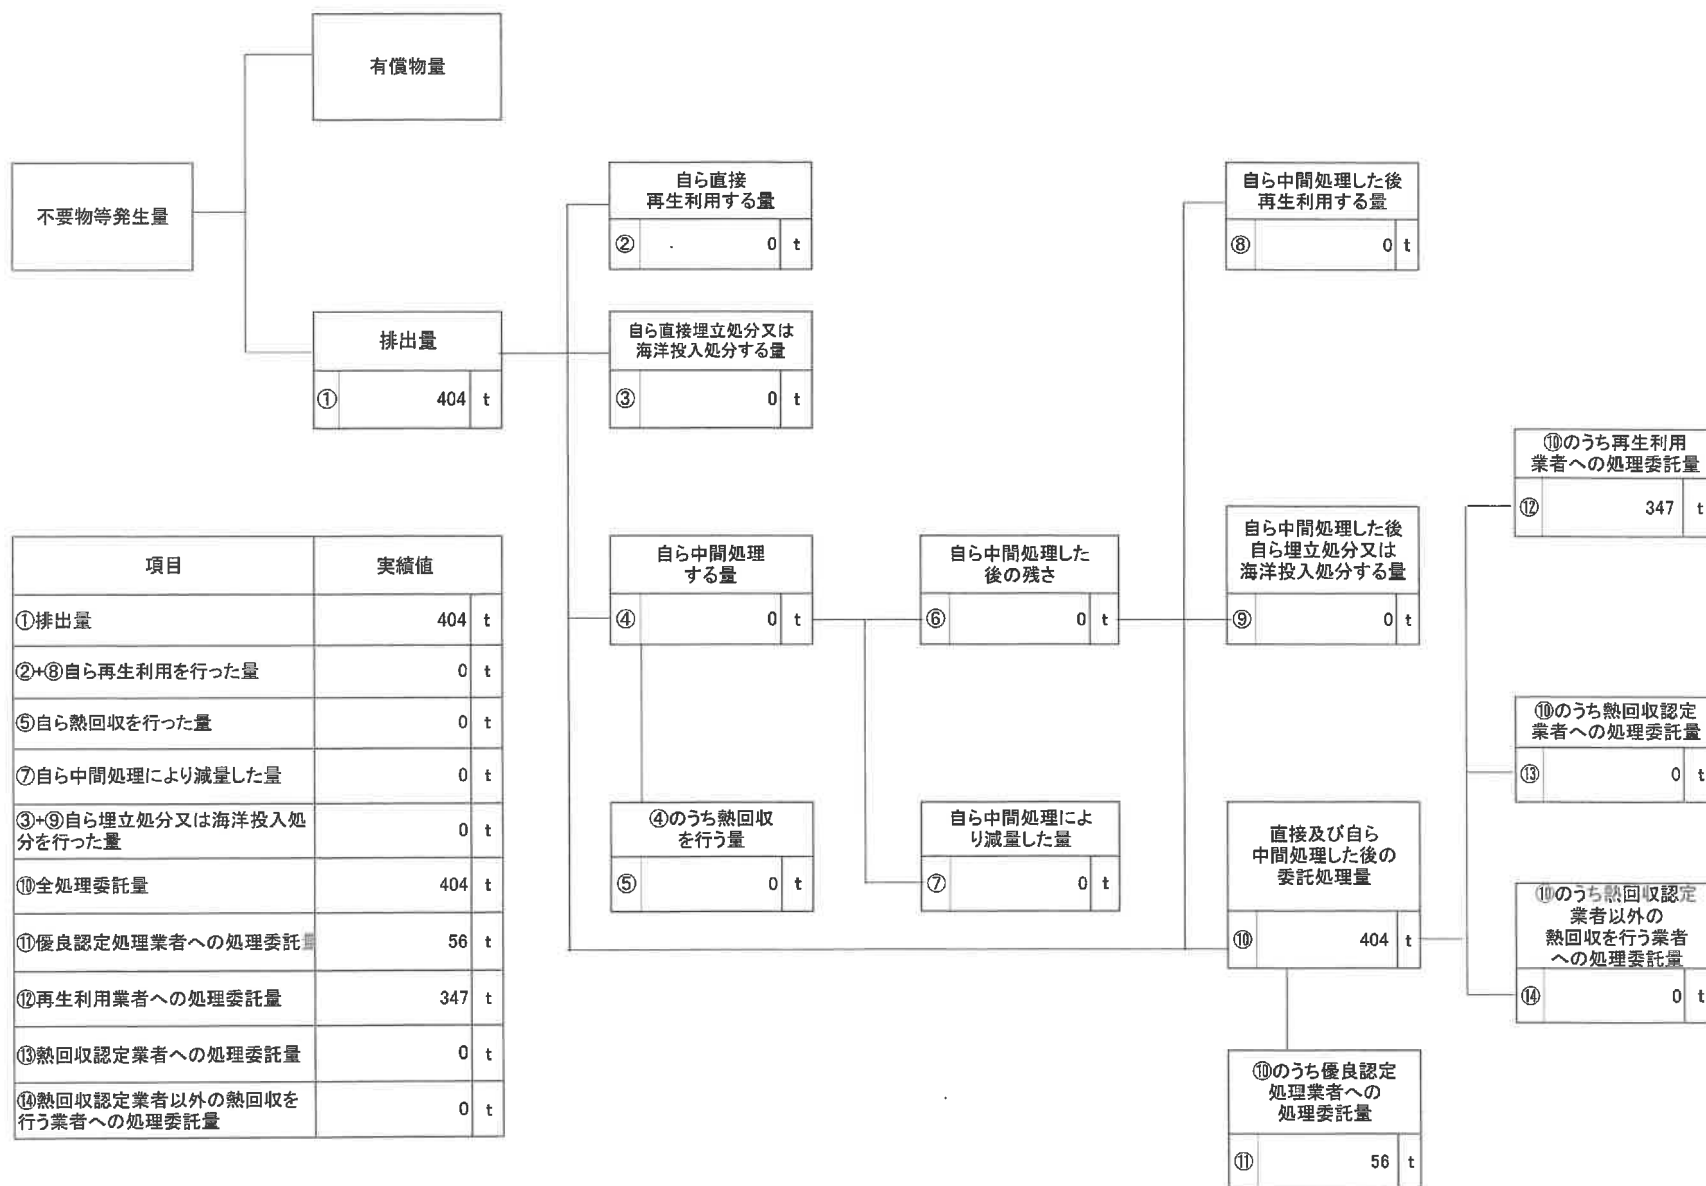 有償物量
不要物等発生量
排出量
① 404 t
自ら直接
再生利用する量
② 0 t
自ら直接埋立処分又は
海洋投入処分する量
③ 0 t
自ら中間処理
する量
④ 0 t
④のうち熱回収
を行う量
⑤ 0 t
自ら中間処理した
後の残さ
⑥ 0 t
自ら中間処理によ
り減量した量
⑦ 0 t
自ら中間処理した後
再生利用する量
⑧ 0 t
自ら中間処理した後
自ら埋立処分又は
海洋投入処分する量
⑨ 0 t
直接及び自ら
中間処理した後の
委託処理量
⑩ 404 t
⑩のうち優良認定
処理業者への
処理委託量
⑪ 56 t
⑩のうち再生利用
業者への処理委託量
⑫ 347 t
⑩のうち熱回収認定
業者への処理委託量
⑬ 0 t
⑩のうち熱回収認定
業者以外の
熱回収を行う業者
への処理委託量
⑭ 0 t
項目 実績値
①排出量 404 t
②+⑧自ら再生利用を行った量 0 t
⑤自ら熱回収を行った量 0 t
⑦自ら中間処理により減量した量 0 t
③+⑨自ら埋立処分又は海洋投入処
分を行った量 0 t
⑩全処理委託量 404 t
⑪優良認定処理業者への処理委託量 56 t
⑫再生利用業者への処理委託量 347 t
⑬熱回収認定業者への処理委託量 0 t
⑭熱回収認定業者以外の熱回収を
行う業者への処理委託量 0 t